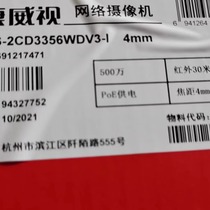 威视 网络摄像机
-2CD3356WDV3-I 4mm
691217471
6941264
500万 红外30米
94327752
PoE供电 焦距4mm
10/2021
物料代码:
杭州市滨江区阡陌路555号